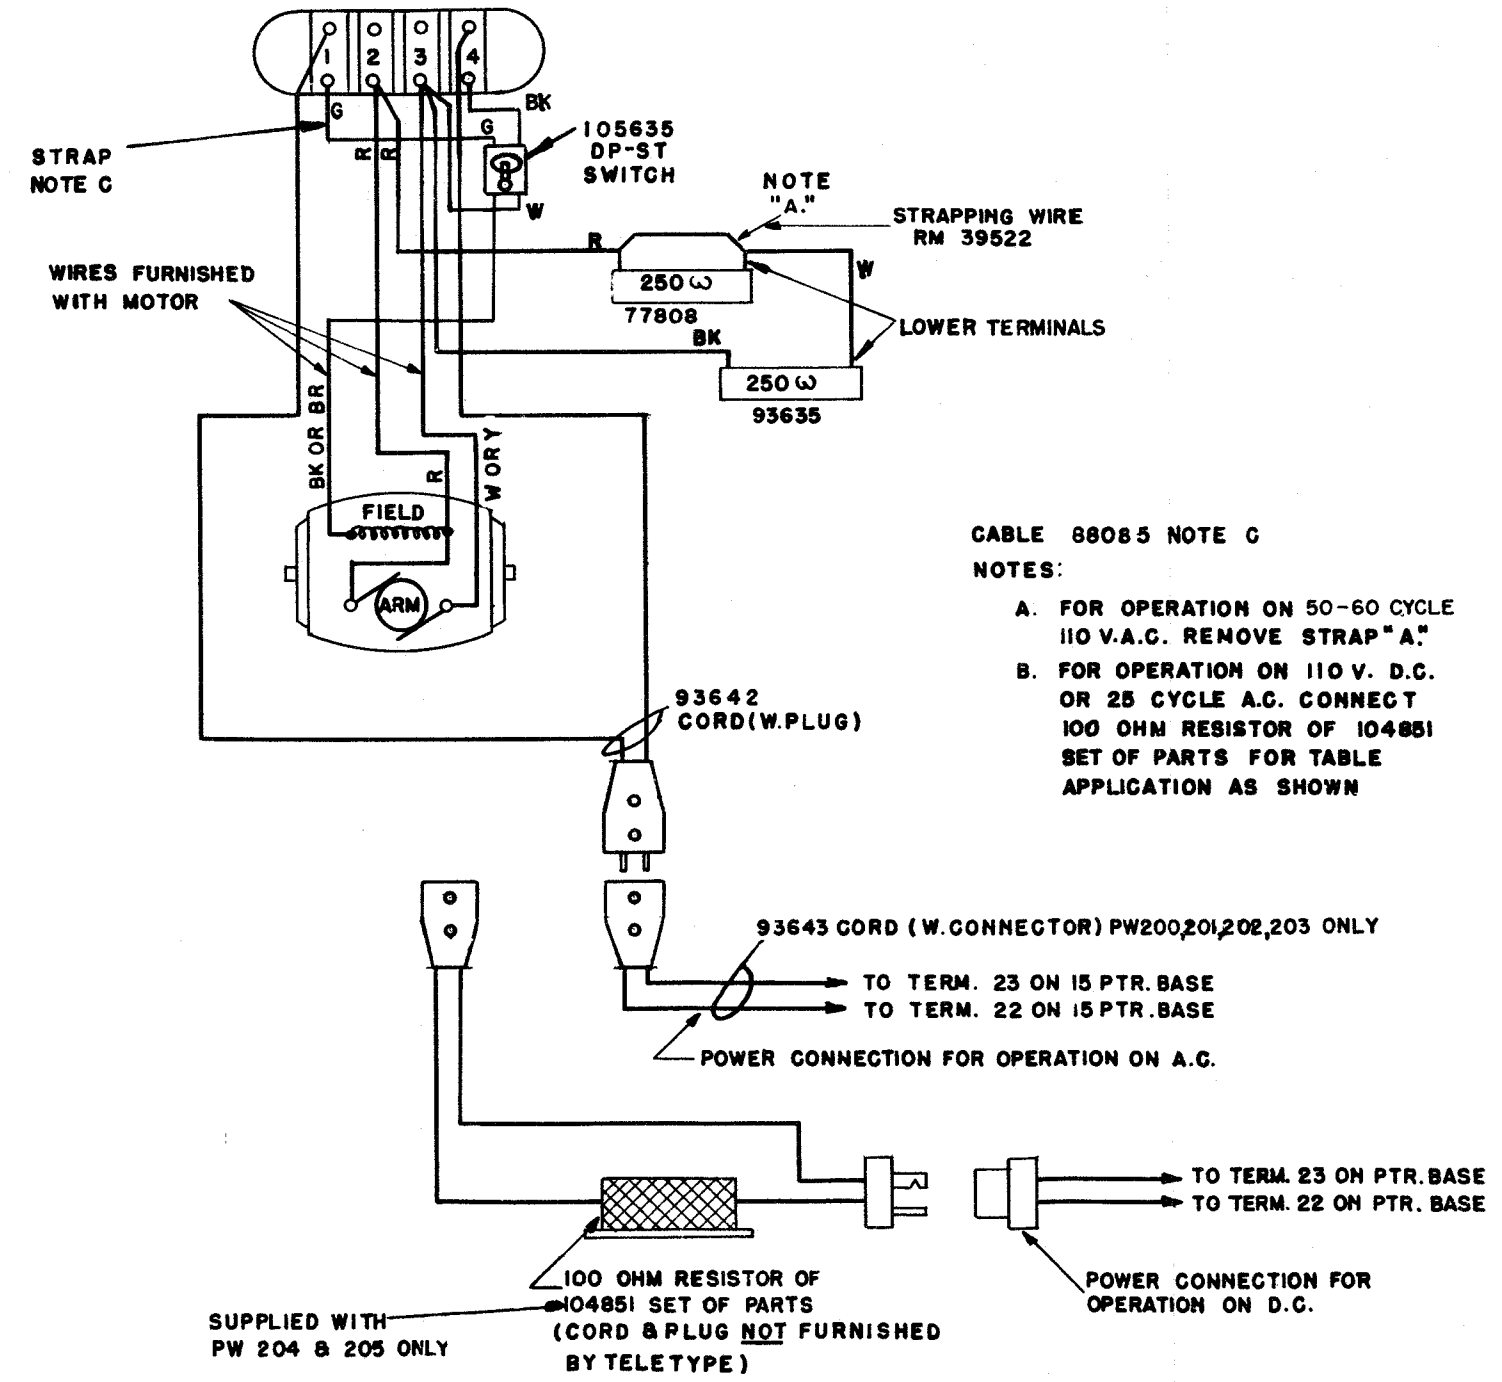 1 2 3 4
G
BK
G
105635
DP-ST
SWITCH
STRAP
NOTE C
R R
NOTE
"A."
W
STRAPPING WIRE
RM 39522
R
WIRES FURNISHED
WITH MOTOR
W
250 ω
77808
LOWER TERMINALS
BK
250 ω
93635
BK OR BR
R
W OR Y
FIELD
ARM
CABLE 88085 NOTE C
NOTES:
A. FOR OPERATION ON 50-60 CYCLE
110 V.A.C. REMOVE STRAP "A."
B. FOR OPERATION ON 110 V. D.C.
OR 25 CYCLE A.C. CONNECT
100 OHM RESISTOR OF 104851
SET OF PARTS FOR TABLE
APPLICATION AS SHOWN
93642
CORD (W. PLUG)
93643 CORD (W. CONNECTOR) PW200,201,202,203 ONLY
TO TERM. 23 ON 15 PTR. BASE
TO TERM. 22 ON 15 PTR. BASE
POWER CONNECTION FOR OPERATION ON A.C.
TO TERM. 23 ON PTR. BASE
TO TERM. 22 ON PTR. BASE
100 OHM RESISTOR OF
104851 SET OF PARTS
(CORD & PLUG NOT FURNISHED
BY TELETYPE)
SUPPLIED WITH
PW 204 & 205 ONLY
POWER CONNECTION FOR
OPERATION ON D.C.